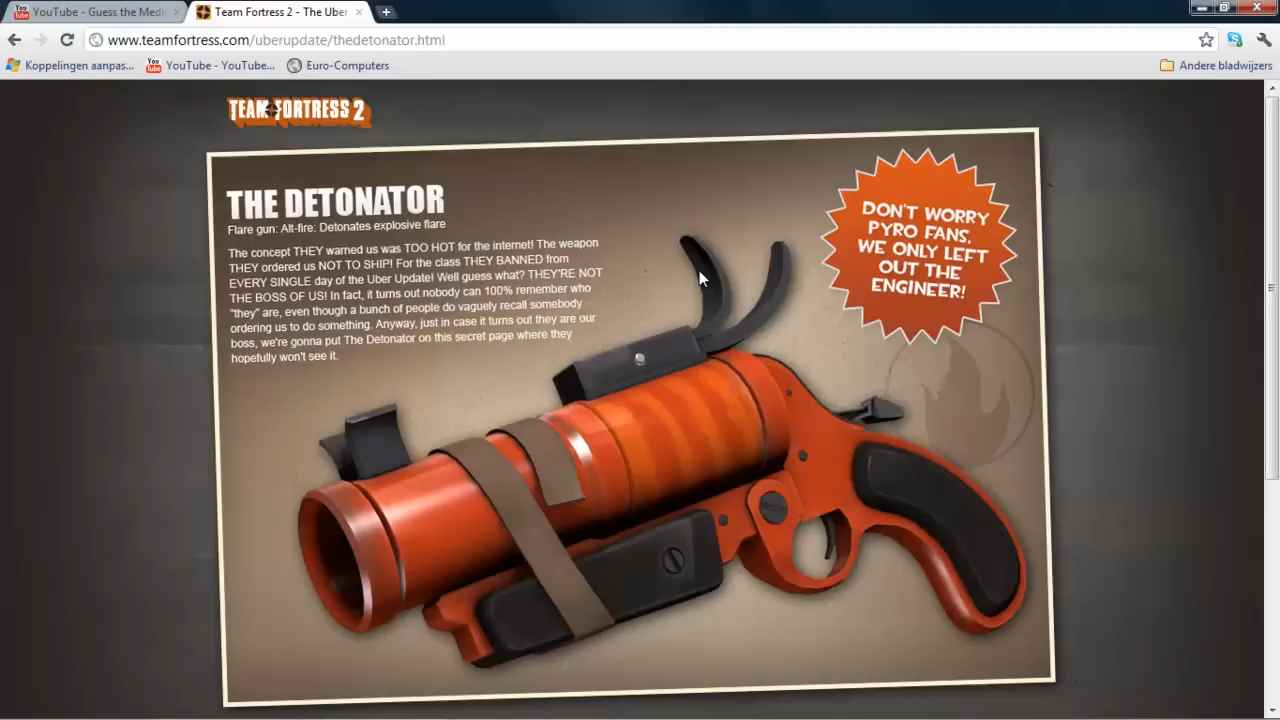 YouTube - Guess the Medi
Team Fortress 2 - The Uber
www.teamfortress.com/uberupdate/thedetonator.html
Koppelingen aanpas...
YouTube - YouTube...
Euro-Computers
Andere bladwijzers
TEAM FORTRESS 2
THE DETONATOR
Flare gun: Alt-fire: Detonates explosive flare
The concept THEY warned us was TOO HOT for the internet! The weapon
THEY ordered us NOT TO SHIP! For the class THEY BANNED from
EVERY SINGLE day of the Uber Update! Well guess what? THEY'RE NOT
THE BOSS OF US! In fact, it turns out nobody can 100% remember who
"they" are, even though a bunch of people do vaguely recall somebody
ordering us to do something. Anyway, just in case it turns out they are our
boss, we're gonna put The Detonator on this secret page where they
hopefully won't see it.
DON'T WORRY
PYRO FANS,
WE ONLY LEFT
OUT THE
ENGINEER!